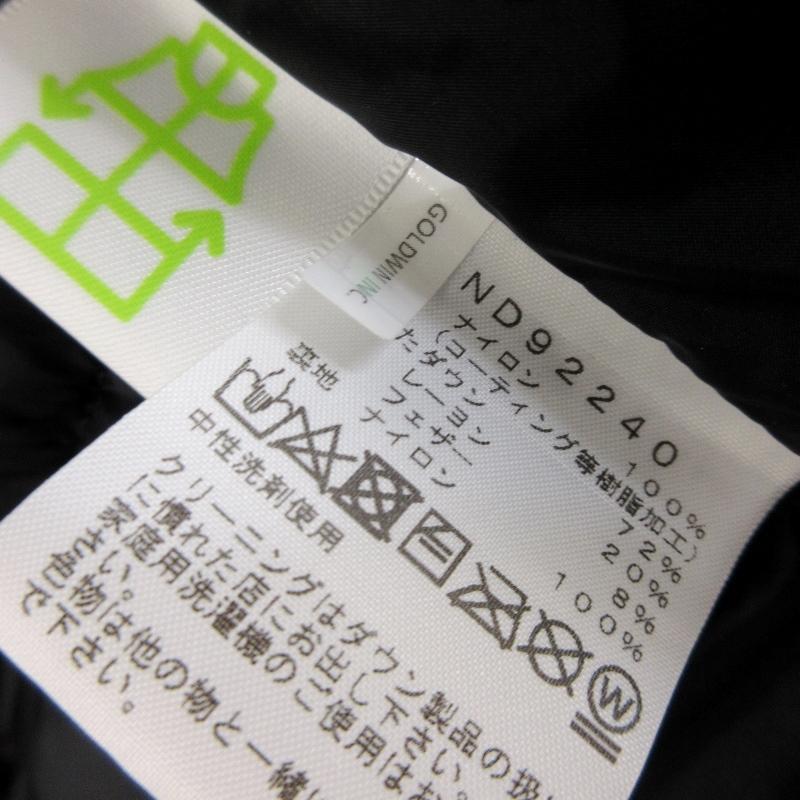 GOLDWIN INC.
ND92240
ナイロン 100%
(コーティング等樹脂加工)
たダウン 72%
レーヨン 20%
フェザー 8%
裏地 ナイロン 100%
W
中性洗剤使用
クリーニングはダウン製品の扱
に慣れた店にお出し下さい。
家庭用洗濯機のご使用はお
さい。
色物は他の物と一緒に
で下さい。